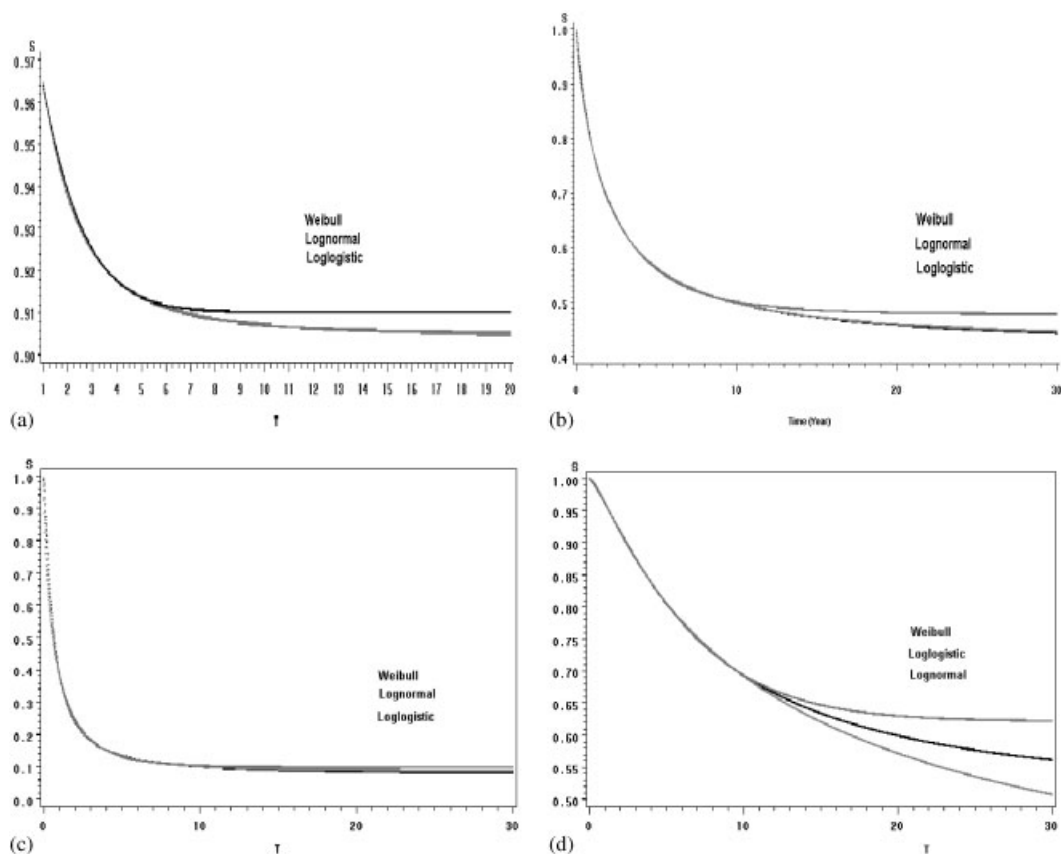 S
0.97
0.96
0.95
0.94
0.93
0.92
0.91
0.90
Weibull
Lognormal
Loglogistic
1 2 3 4 5 6 7 8 9 10 11 12 13 14 15 16 17 18 19 20
T
(a)
S
1.0
0.9
0.8
0.7
0.6
0.5
0.4
Weibull
Lognormal
Loglogistic
0 10 20 30
Time (Year)
(b)
S
1.0
0.9
0.8
0.7
0.6
0.5
0.4
0.3
0.2
0.1
0.0
Weibull
Lognormal
Loglogistic
0 10 20 30
T
(c)
S
1.00
0.95
0.90
0.85
0.80
0.75
0.70
0.65
0.60
0.55
0.50
Weibull
Loglogistic
Lognormal
0 10 20 30
T
(d)